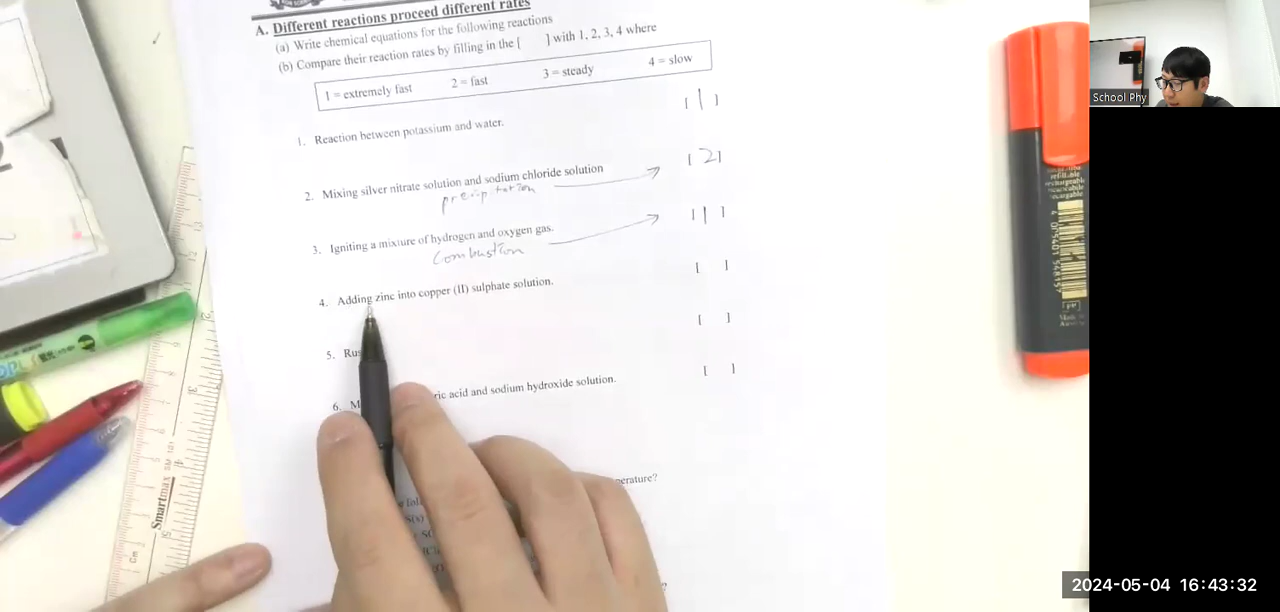 A. Different reactions proceed different rates
(a) Write chemical equations for the following reactions
(b) Compare their reaction rates by filling in the [ ] with 1, 2, 3, 4 where
1 = extremely fast 2 = fast 3 = steady 4 = slow
1. Reaction between potassium and water. [ 1 ]
2. Mixing silver nitrate solution and sodium chloride solution [ 2 ]
precipitation
3. Igniting a mixture of hydrogen and oxygen gas. [ 1 ]
Combustion
4. Adding zinc into copper (II) sulphate solution. [ ]
5. Rus [ ]
6. M ric acid and sodium hydroxide solution. [ ]
perature?
S(s)
Smartmax
School Phy
2024-05-04 16:43:32